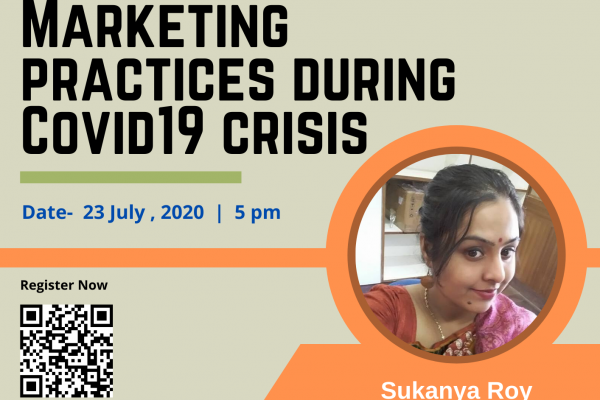 Marketing
practices during
Covid19 crisis
Date- 23 July , 2020 | 5 pm
Register Now
Sukanya Roy